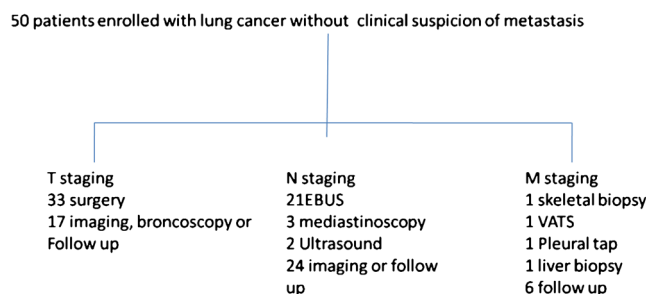 50 patients enrolled with lung cancer without clinical suspicion of metastasis
T staging
33 surgery
17 imaging, broncoscopy or
Follow up
N staging
21EBUS
3 mediastinoscopy
2 Ultrasound
24 imaging or follow
up
M staging
1 skeletal biopsy
1 VATS
1 Pleural tap
1 liver biopsy
6 follow up